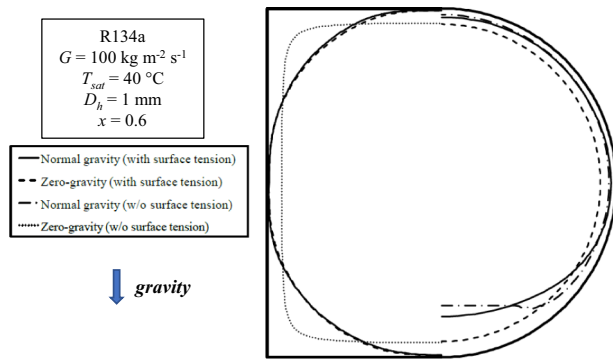 R134a
G = 100 kg m⁻² s⁻¹
Tsat = 40 °C
Dh = 1 mm
x = 0.6
Normal gravity (with surface tension)
Zero-gravity (with surface tension)
Normal gravity (w/o surface tension)
Zero-gravity (w/o surface tension)
gravity